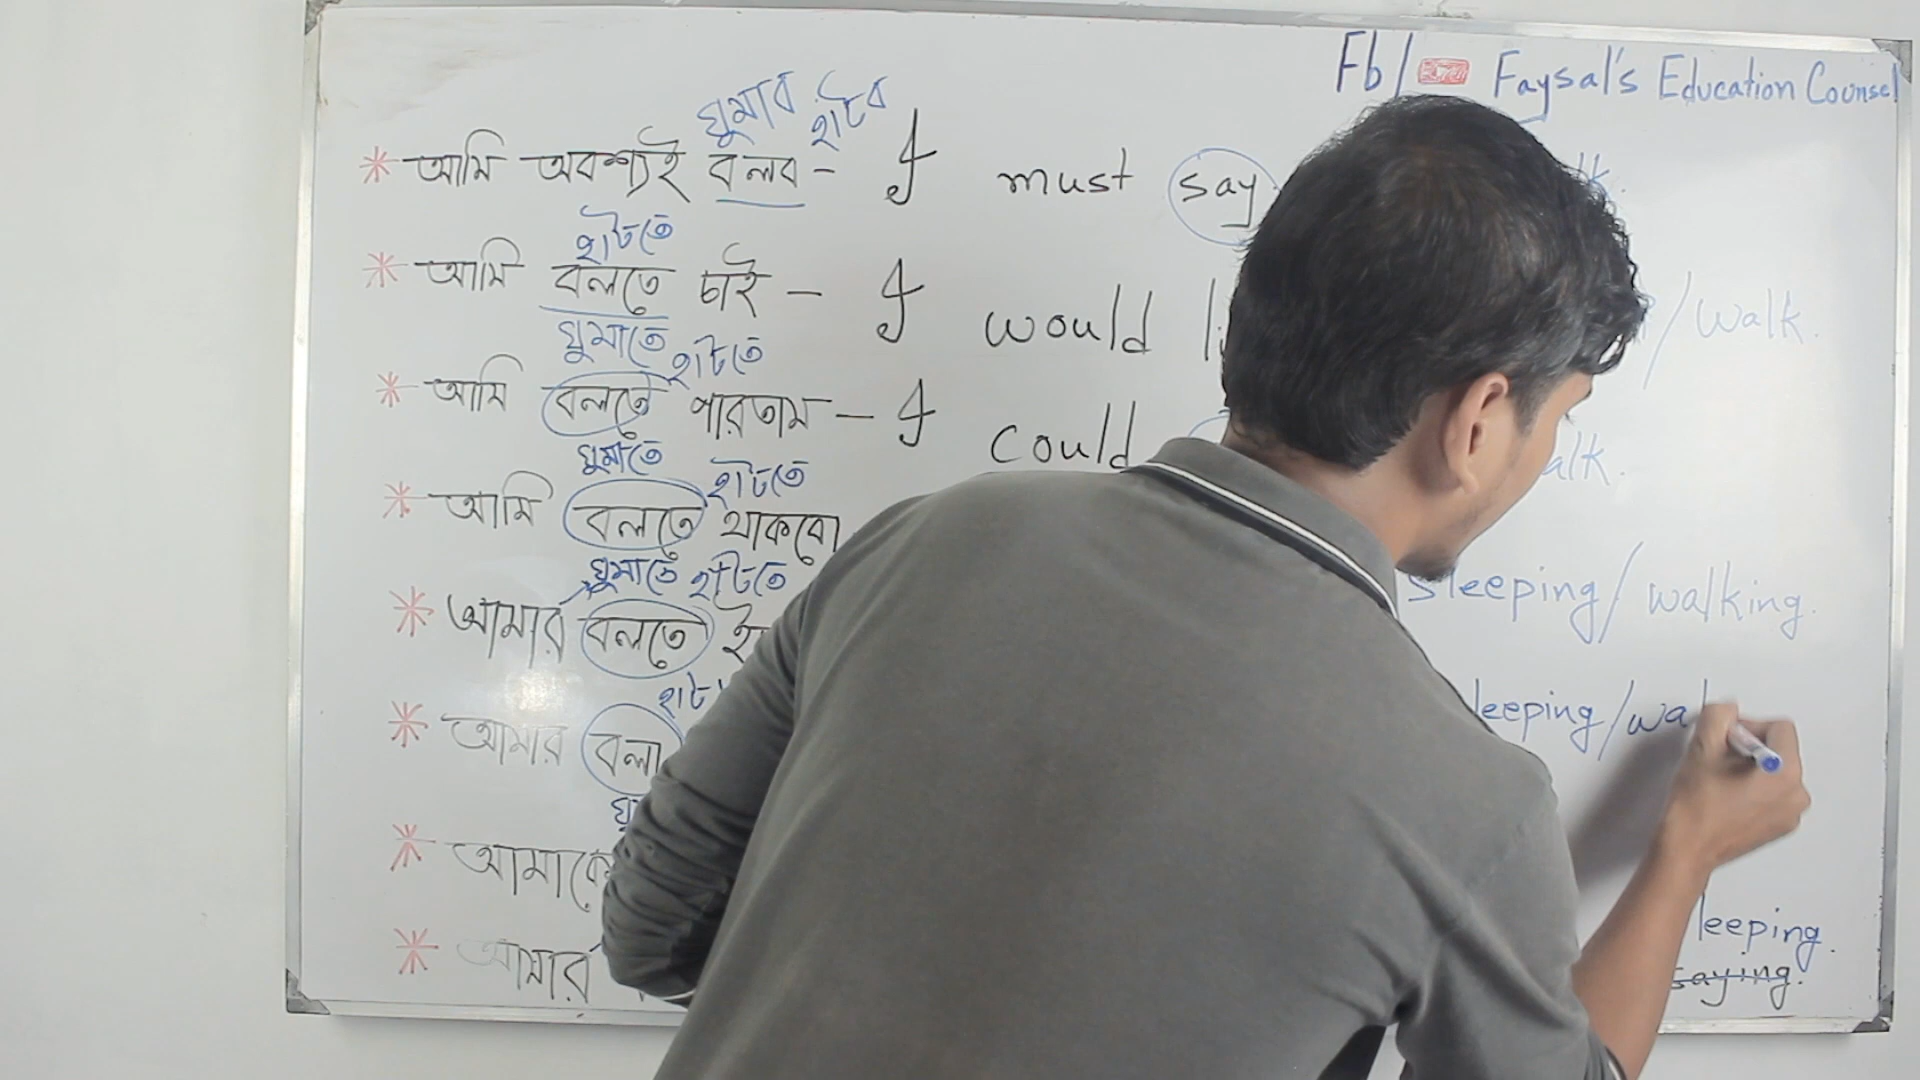 Fb/ Faysal's Education Counsel
ঘুমাব হাঁটব
* আমি অবশ্যই বলব - I must say
হাঁটতে
* আমি বলতে চাই - I would li / walk.
ঘুমাতে হাঁটতে
* আমি বলতে পারতাম - I could alk.
ঘুমাতে হাঁটতে
* আমি বলতে থাকবো sleeping/walking.
ঘুমাতে হাঁটতে
* আমার বলতে leeping/wal
* আমার বলা
* আমাকে leeping.
* আমার saying.